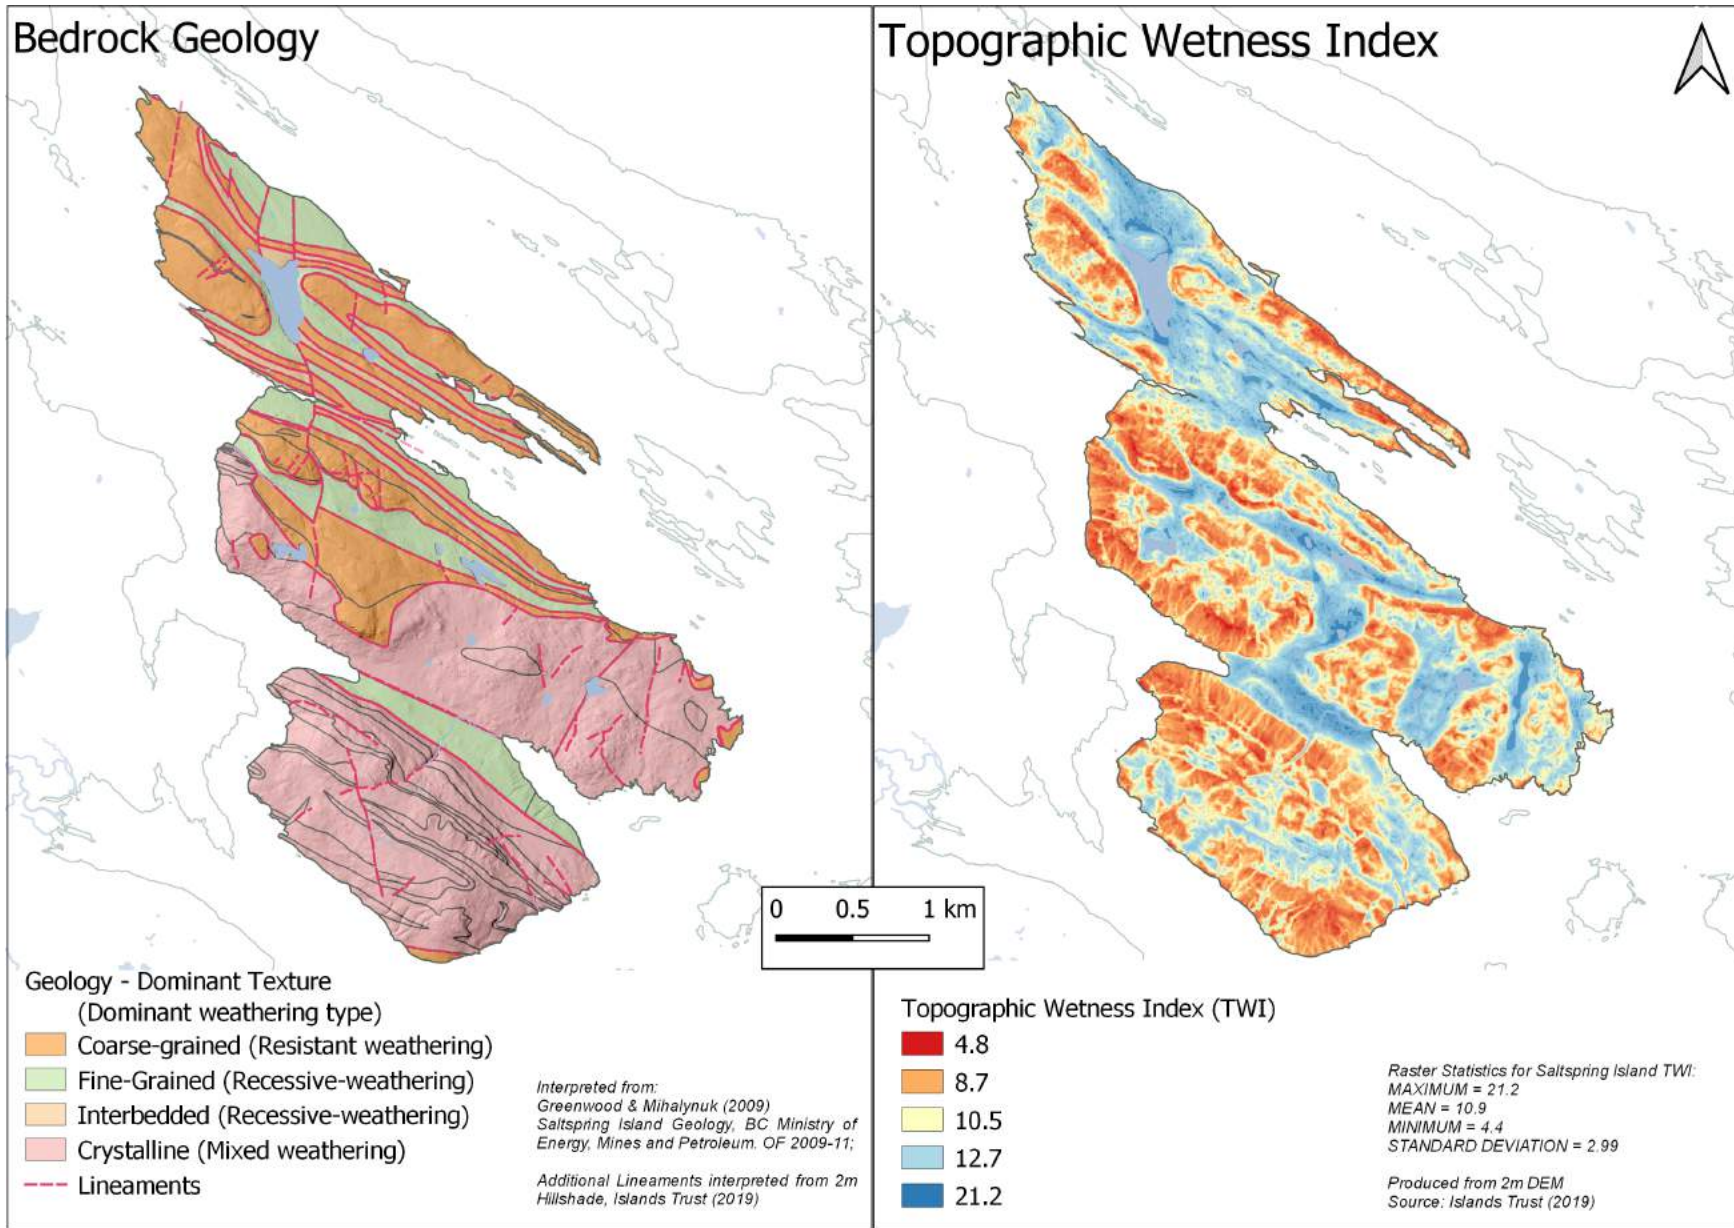 Bedrock Geology
Geology - Dominant Texture
(Dominant weathering type)
Coarse-grained (Resistant weathering)
Fine-Grained (Recessive-weathering)
Interbedded (Recessive-weathering)
Crystalline (Mixed weathering)
Lineaments
Interpreted from:
Greenwood & Mihalynuk (2009)
Saltspring Island Geology, BC Ministry of
Energy, Mines and Petroleum. OF 2009-11;
Additional Lineaments interpreted from 2m
Hillshade, Islands Trust (2019)
0 0.5 1 km
Topographic Wetness Index
Topographic Wetness Index (TWI)
4.8
8.7
10.5
12.7
21.2
Raster Statistics for Saltspring Island TWI:
MAXIMUM = 21.2
MEAN = 10.9
MINIMUM = 4.4
STANDARD DEVIATION = 2.99
Produced from 2m DEM
Source: Islands Trust (2019)